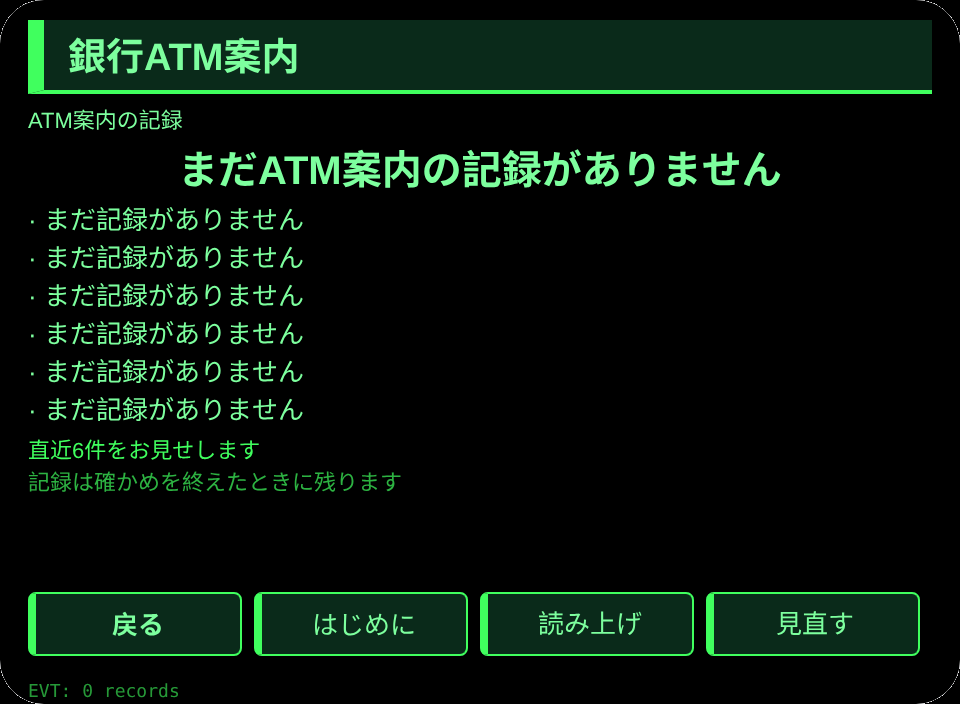 銀行ATM案内
ATM案内の記録
まだATM案内の記録がありません
· まだ記録がありません
· まだ記録がありません
· まだ記録がありません
· まだ記録がありません
· まだ記録がありません
· まだ記録がありません
直近6件をお見せします
記録は確かめを終えたときに残ります
戻る
はじめに
読み上げ
見直す
EVT: 0 records